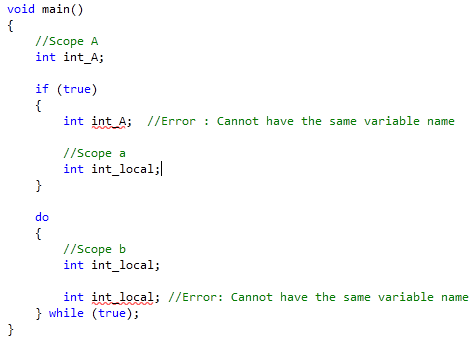 void main()
{
    //Scope A
    int int_A;

    if (true)
    {
        int int_A;  //Error : Cannot have the same variable name

        //Scope a
        int int_local;
    }

    do
    {
        //Scope b
        int int_local;

        int int_local; //Error: Cannot have the same variable name
    } while (true);
}